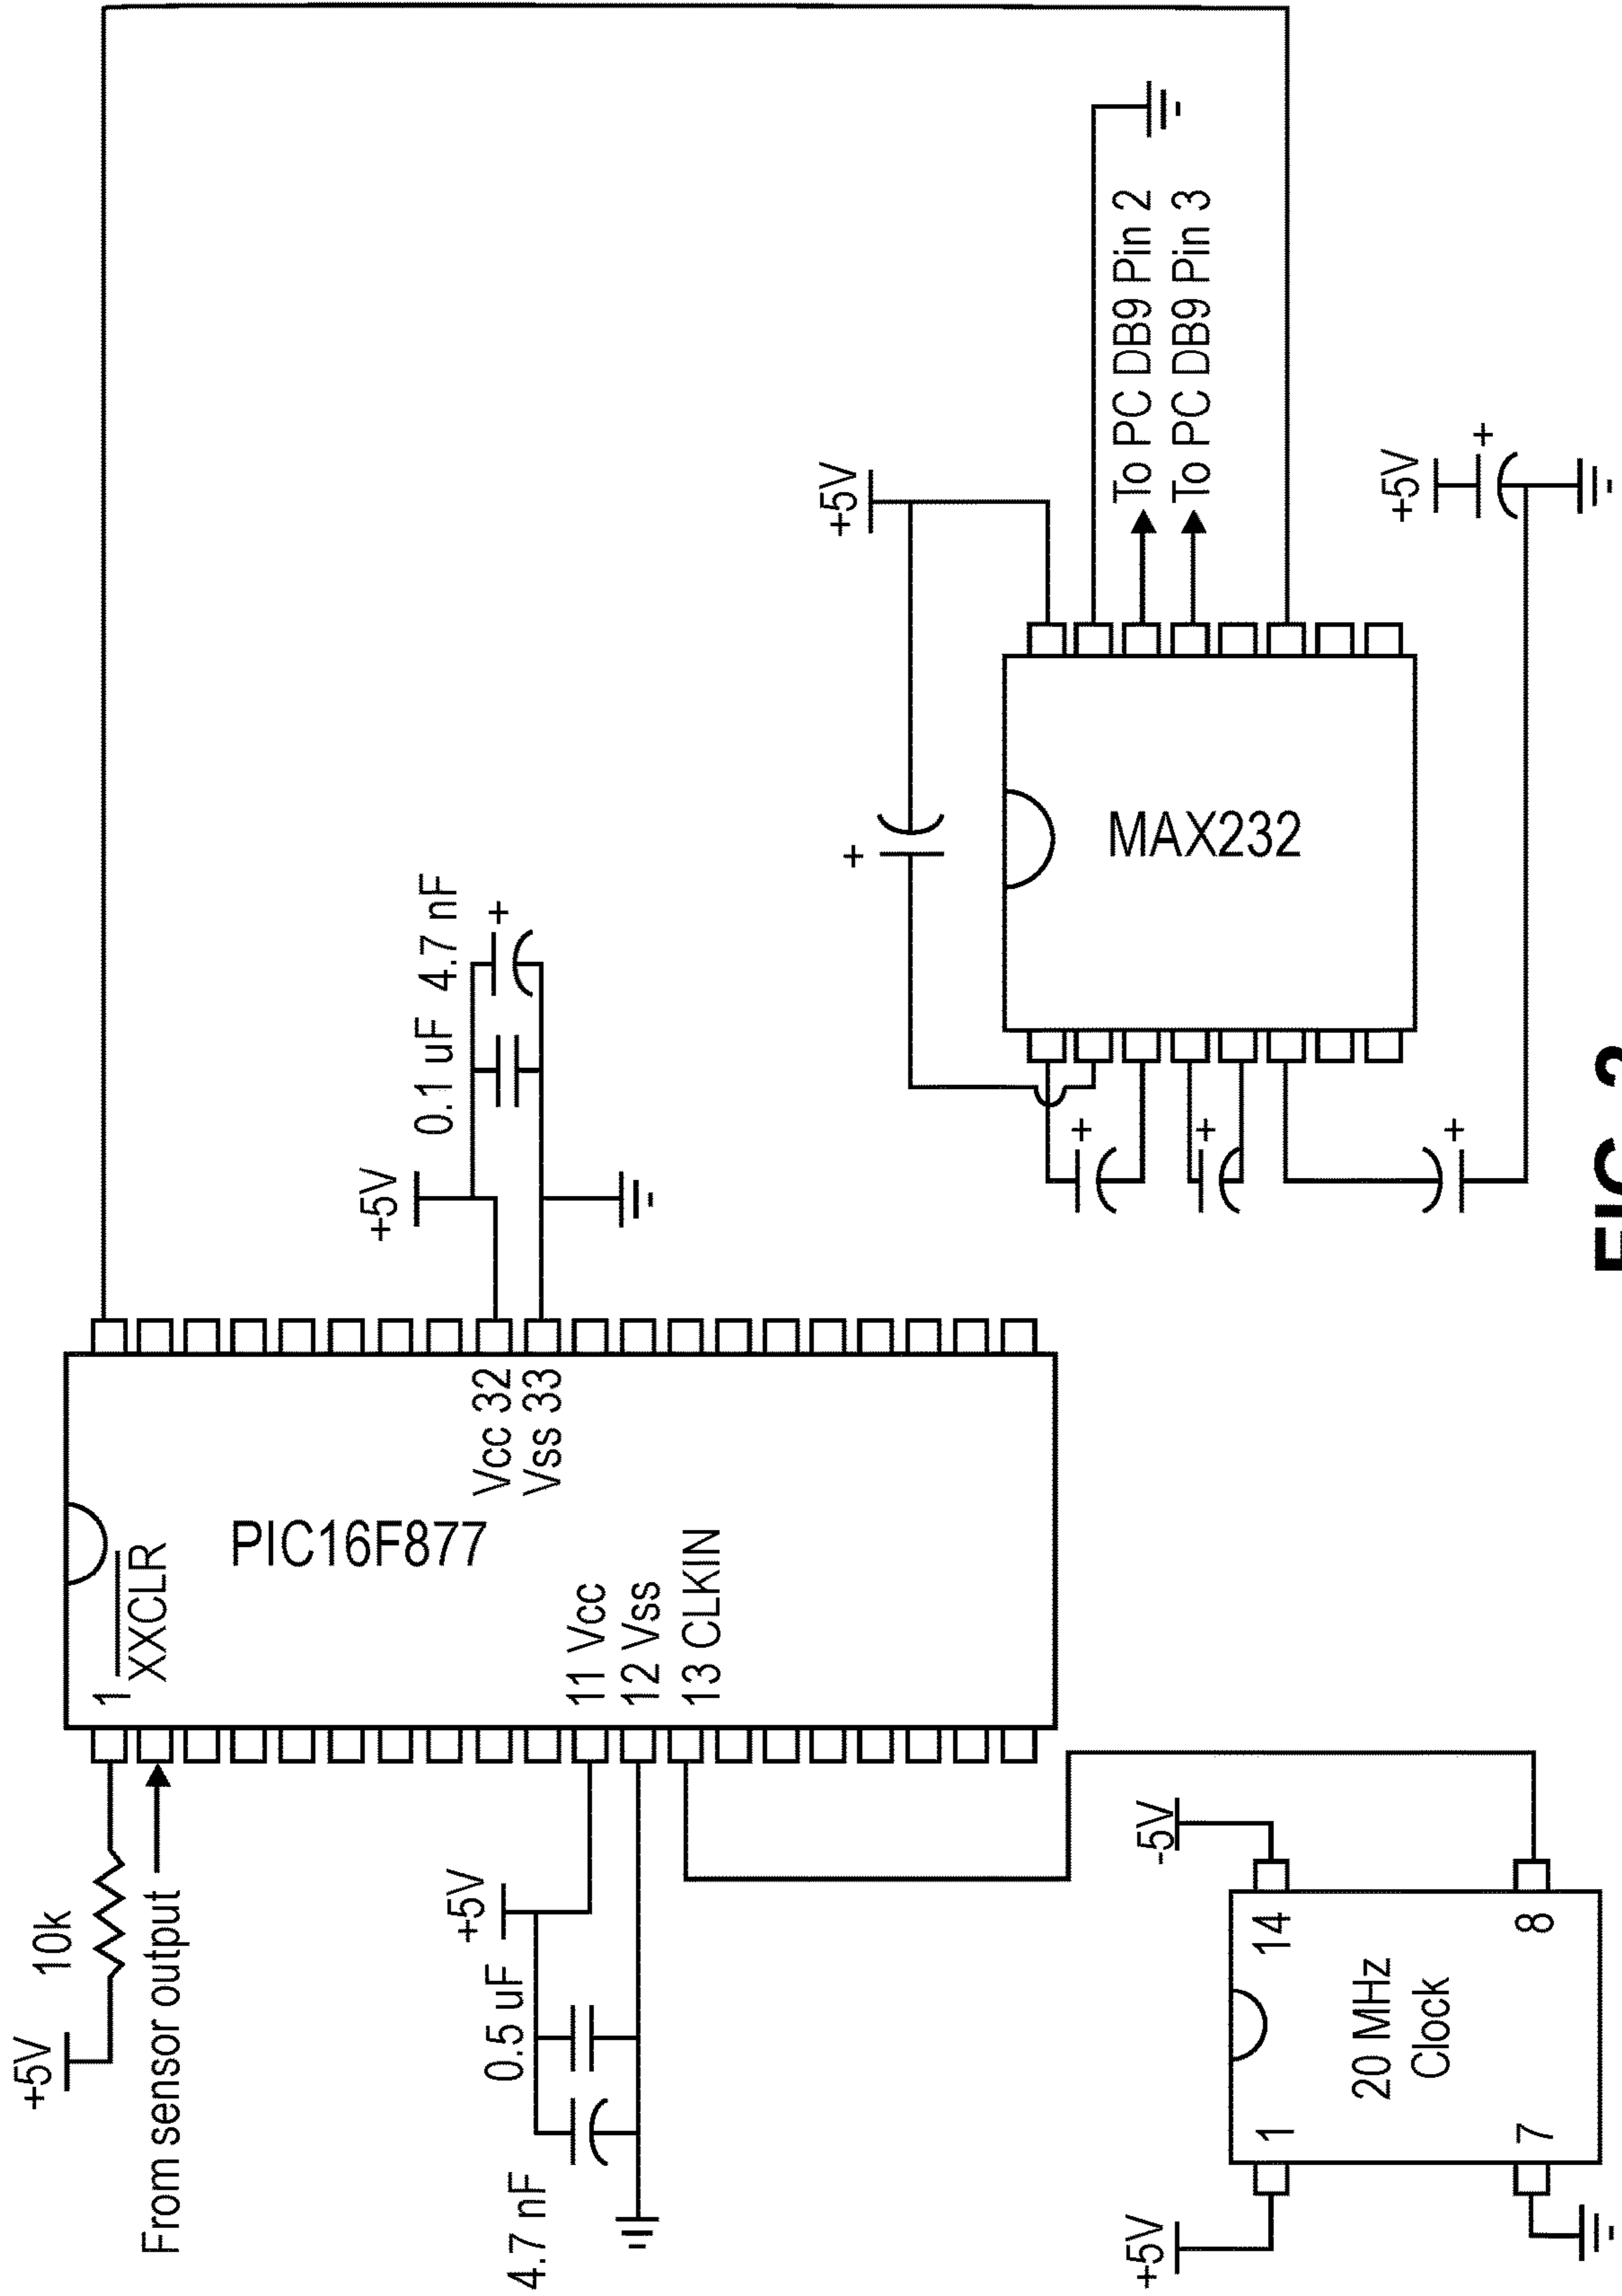 +5V
10k
From sensor output
1
XXCLR
PIC16F877
Vcc 32
Vss 33
11 Vcc
12 Vss
13 CLKIN
+5V
0.1 uF 4.7 nF
+
+5V
0.5 uF
4.7 nF
+5V
-5V
1
14
20 MHz
Clock
7
8
+5V
+
MAX232
To PC DB9 Pin 2
To PC DB9 Pin 3
+
+
+
+5V
+